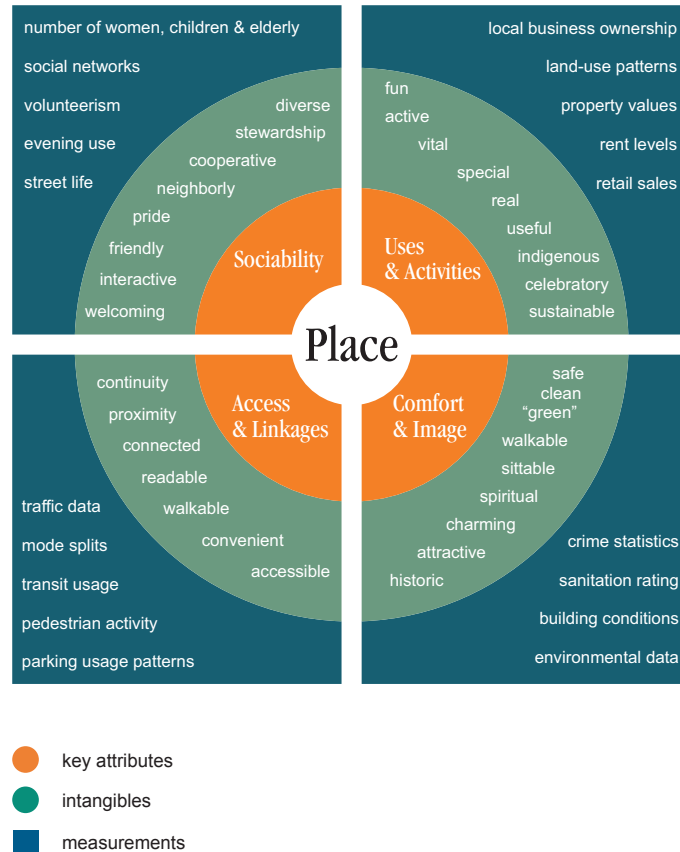 number of women, children & elderly
social networks
volunteerism
evening use
street life
diverse
stewardship
cooperative
neighborly
pride
friendly
interactive
welcoming
Sociability
local business ownership
land-use patterns
property values
rent levels
retail sales
fun
active
vital
special
real
useful
indigenous
celebratory
sustainable
Uses
& Activities
Place
Access
& Linkages
continuity
proximity
connected
readable
walkable
convenient
accessible
traffic data
mode splits
transit usage
pedestrian activity
parking usage patterns
Comfort
& Image
safe
clean
“green”
walkable
sittable
spiritual
charming
attractive
historic
crime statistics
sanitation rating
building conditions
environmental data
key attributes
intangibles
measurements